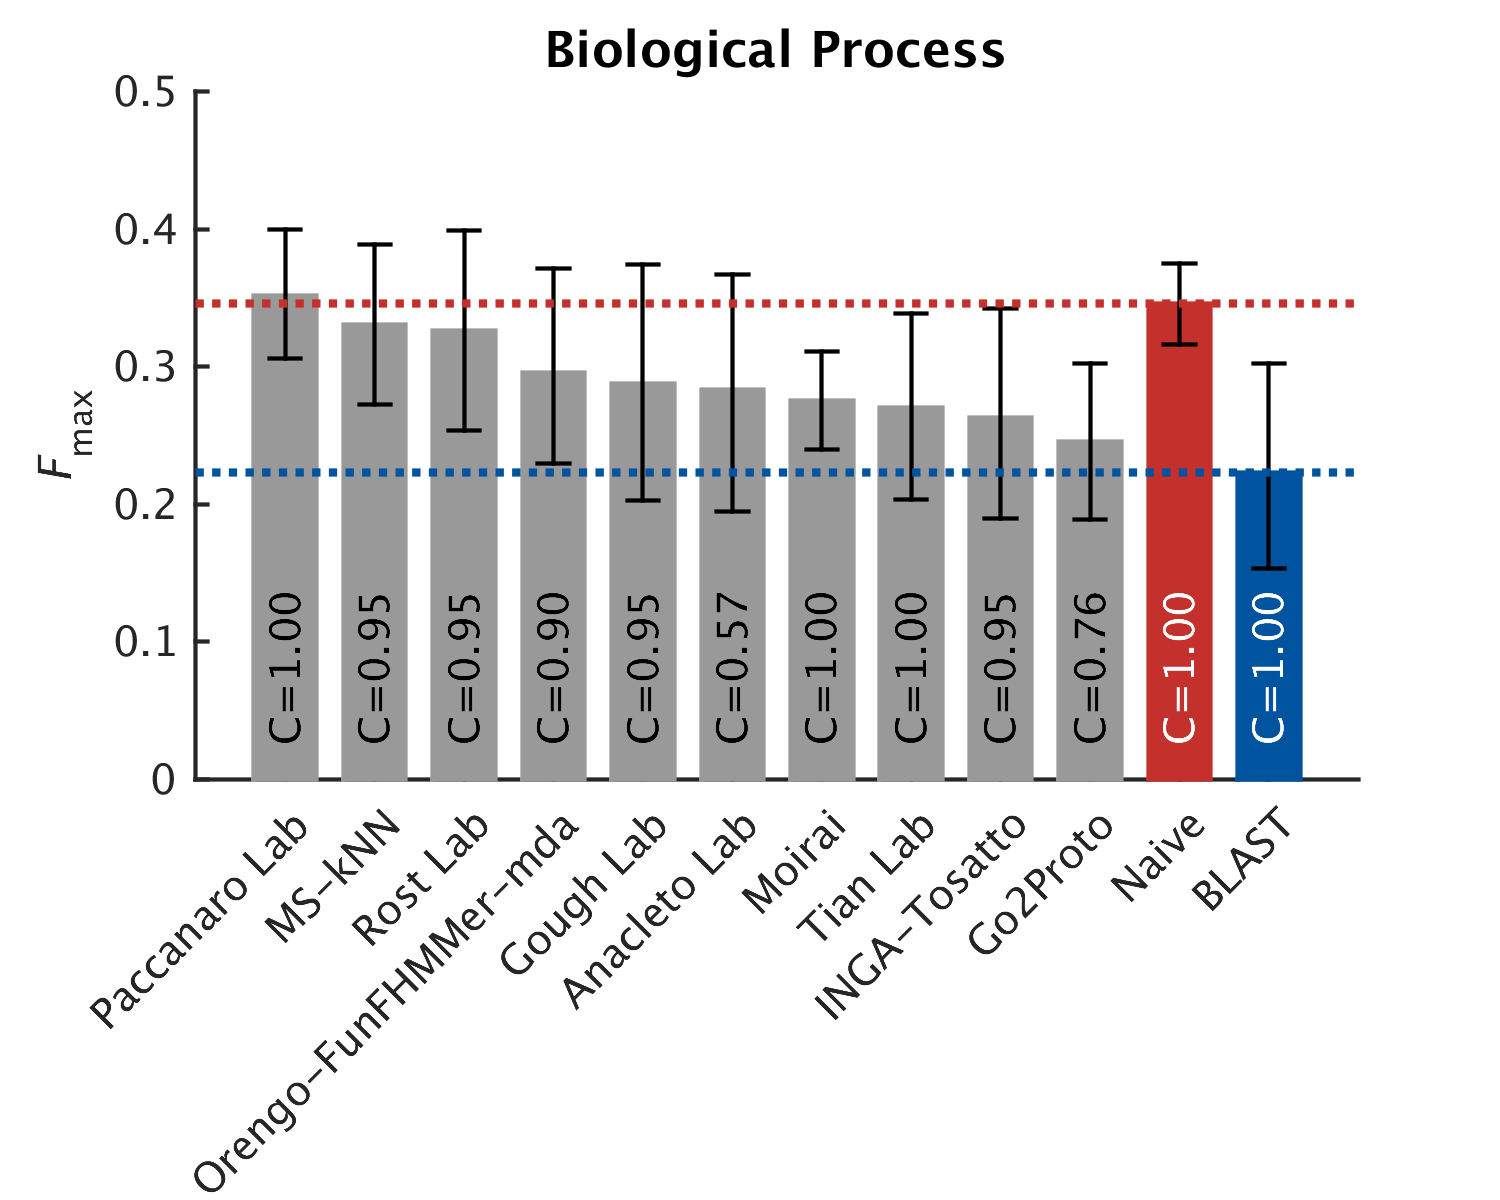 Biological Process
0.5
0.4
0.3
0.2
0.1
0
Fmax
C=1.00
C=0.95
C=0.95
C=0.90
C=0.95
C=0.57
C=1.00
C=1.00
C=0.95
C=0.76
C=1.00
C=1.00
Paccanaro Lab
MS-kNN
Rost Lab
Orengo-FunFHMMer-mda
Gough Lab
Anacleto Lab
Moirai
Tian Lab
INGA-Tosatto
Go2Proto
Naive
BLAST